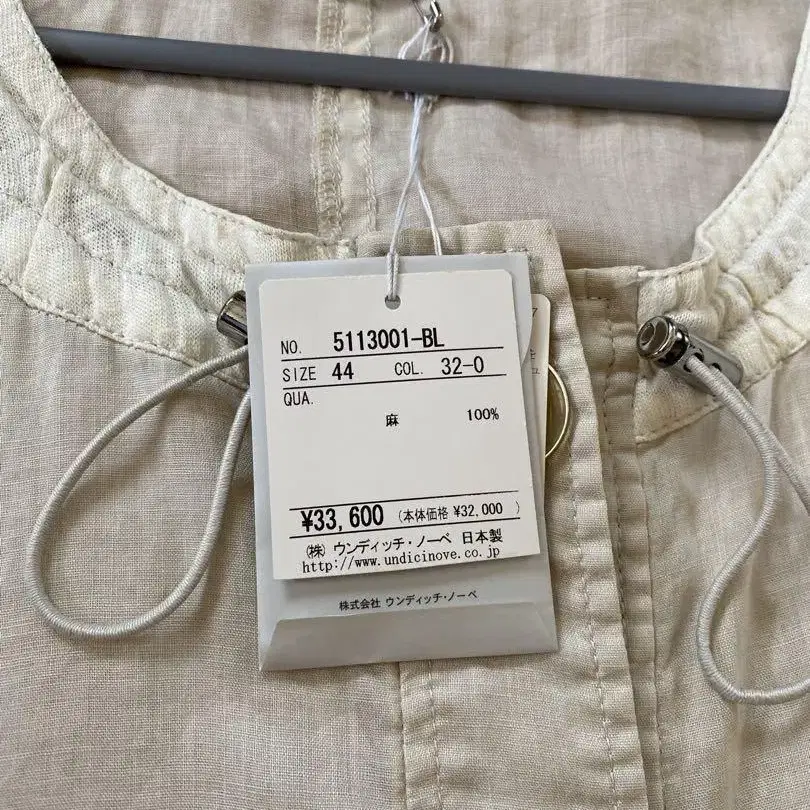 NO. 5113001-BL
SIZE 44 COL. 32-0
QUA.
麻 100%
¥33,600 (本体価格 ¥32,000 )
(株) ウンディッチ・ノーベ 日本製
http://www.undicinove.co.jp
株式会社 ウンディッチ・ノーベ